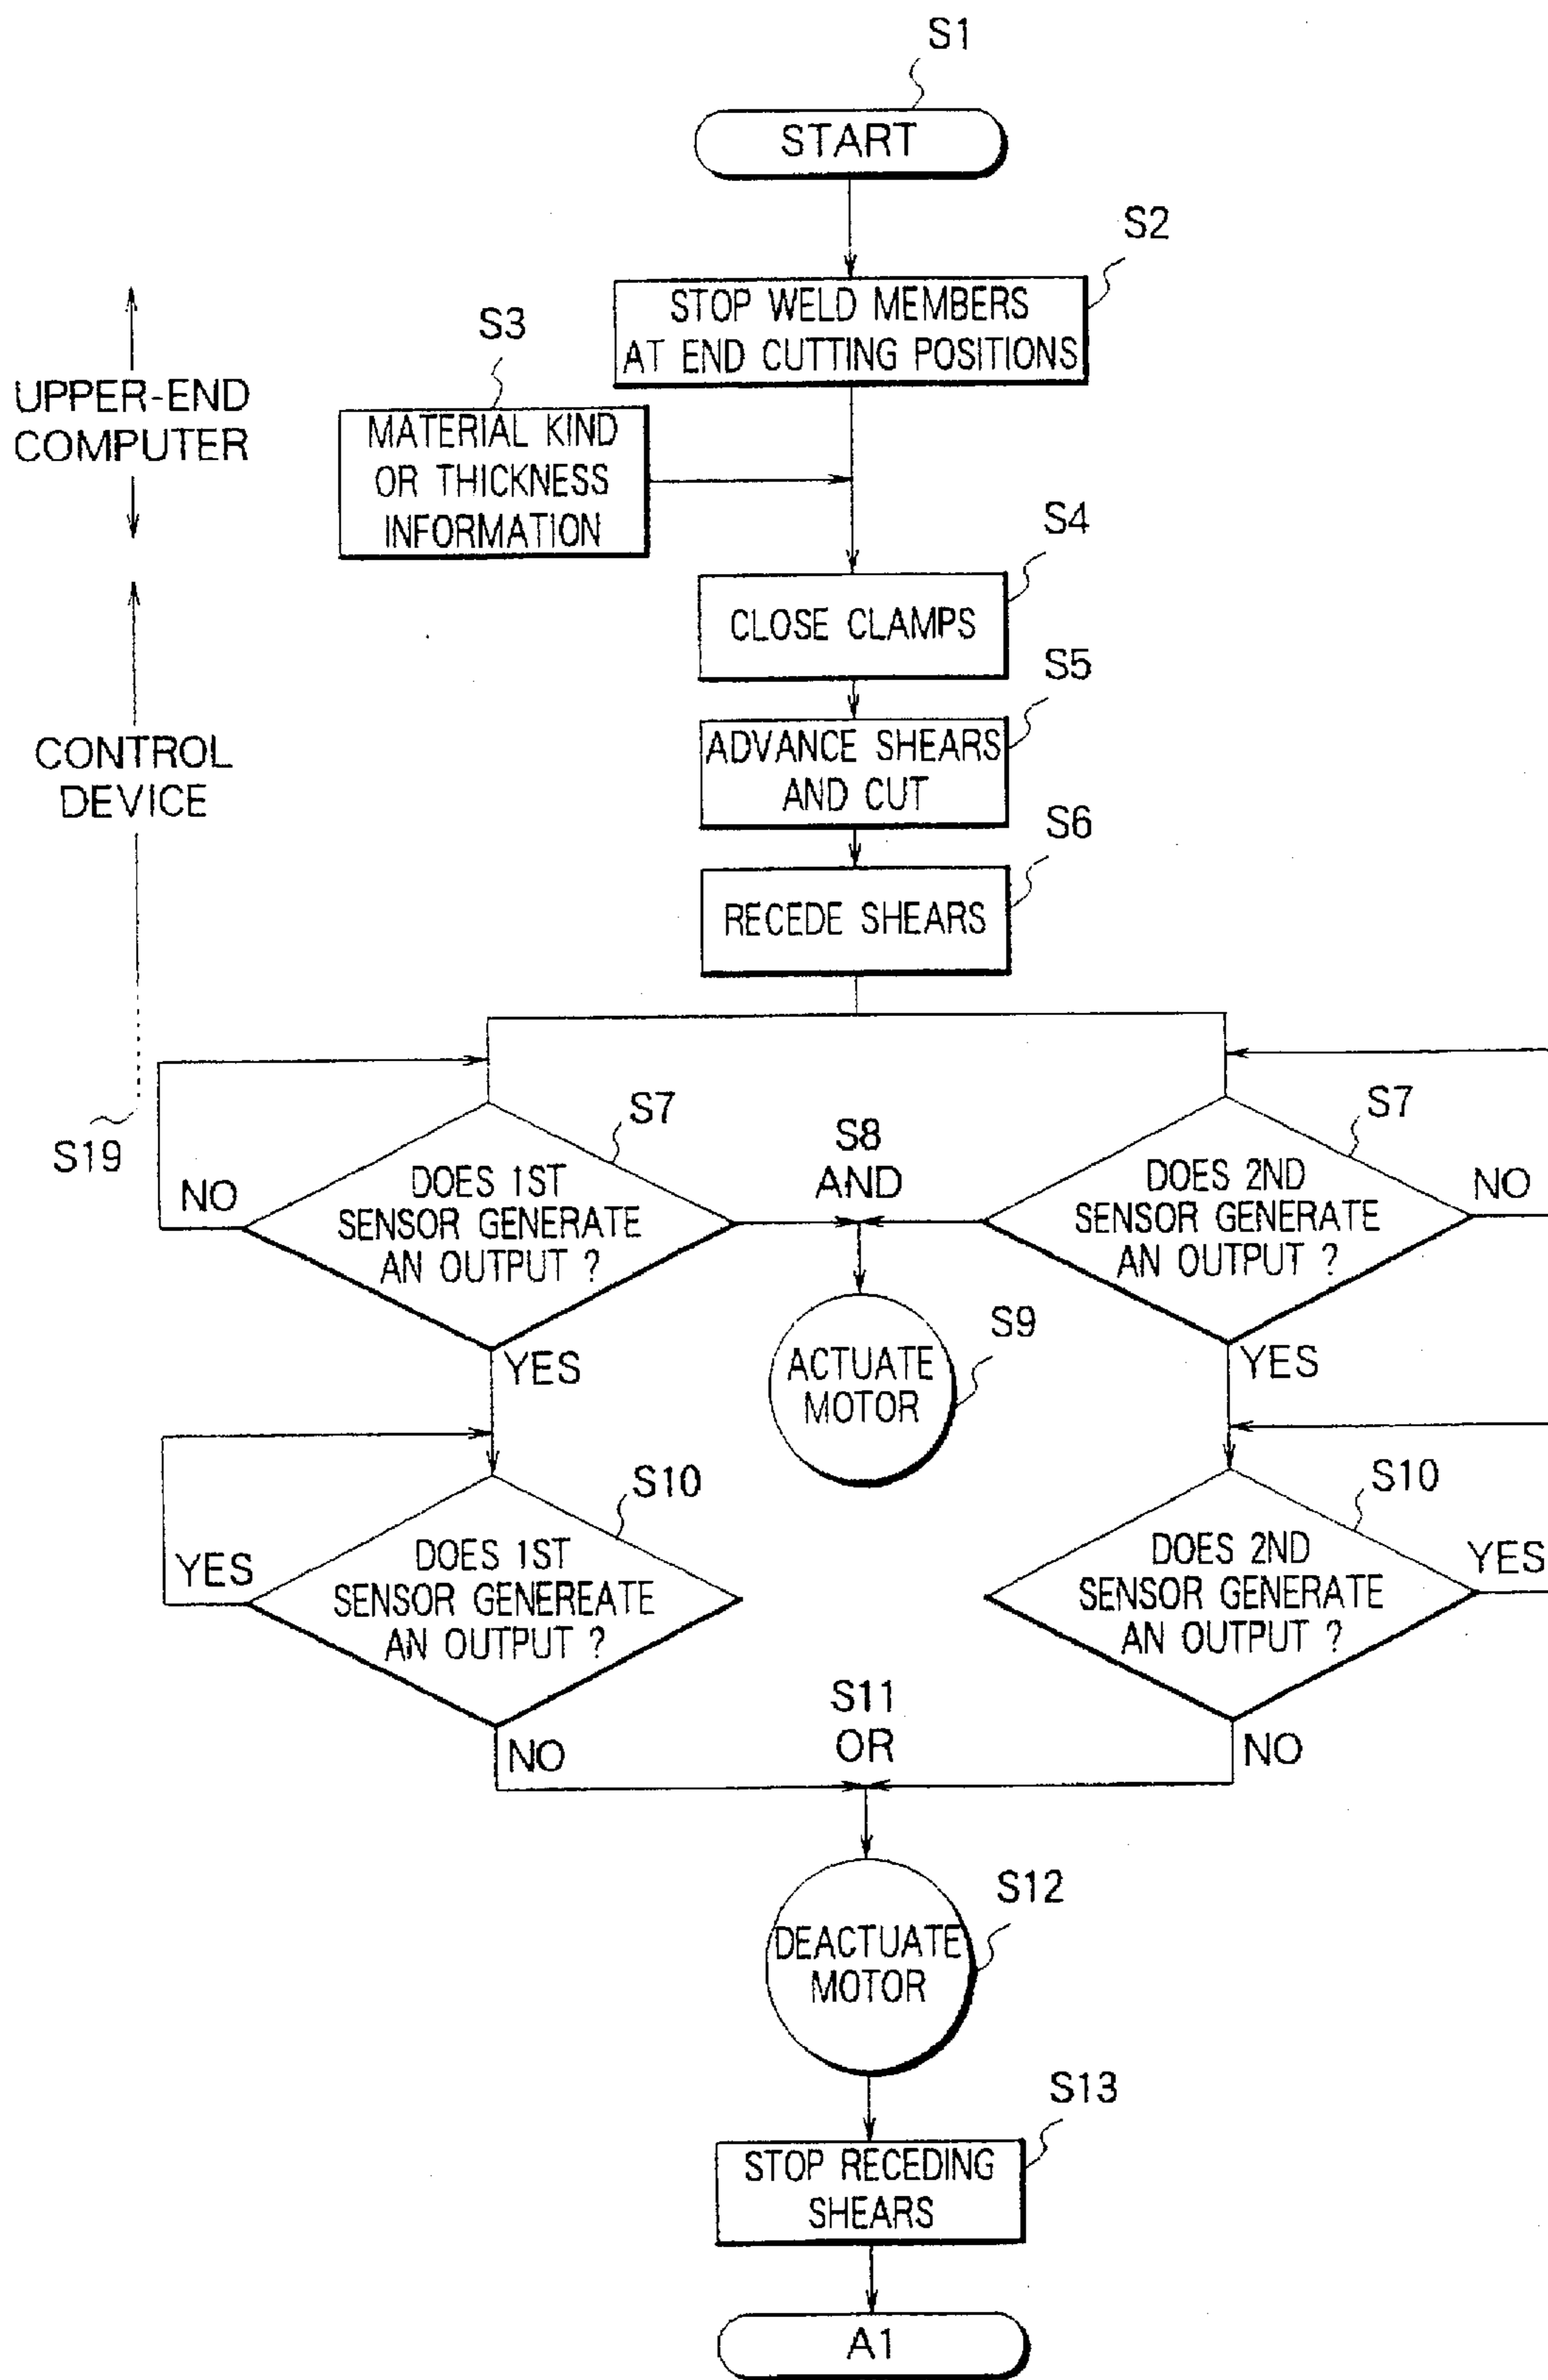 S1
START
S2
STOP WELD MEMBERS
AT END CUTTING POSITIONS
S3
MATERIAL KIND
OR THICKNESS
INFORMATION
UPPER-END
COMPUTER
S4
CLOSE CLAMPS
S5
ADVANCE SHEARS
AND CUT
CONTROL
DEVICE
S6
RECEDE SHEARS
S19
S7
DOES 1ST
SENSOR GENERATE
AN OUTPUT ?
NO
YES
S8
AND
S7
DOES 2ND
SENSOR GENERATE
AN OUTPUT ?
NO
YES
S9
ACTUATE
MOTOR
S10
DOES 1ST
SENSOR GENEREATE
AN OUTPUT ?
YES
NO
S10
DOES 2ND
SENSOR GENERATE
AN OUTPUT ?
YES
NO
S11
OR
S12
DEACTUATE
MOTOR
S13
STOP RECEDING
SHEARS
A1